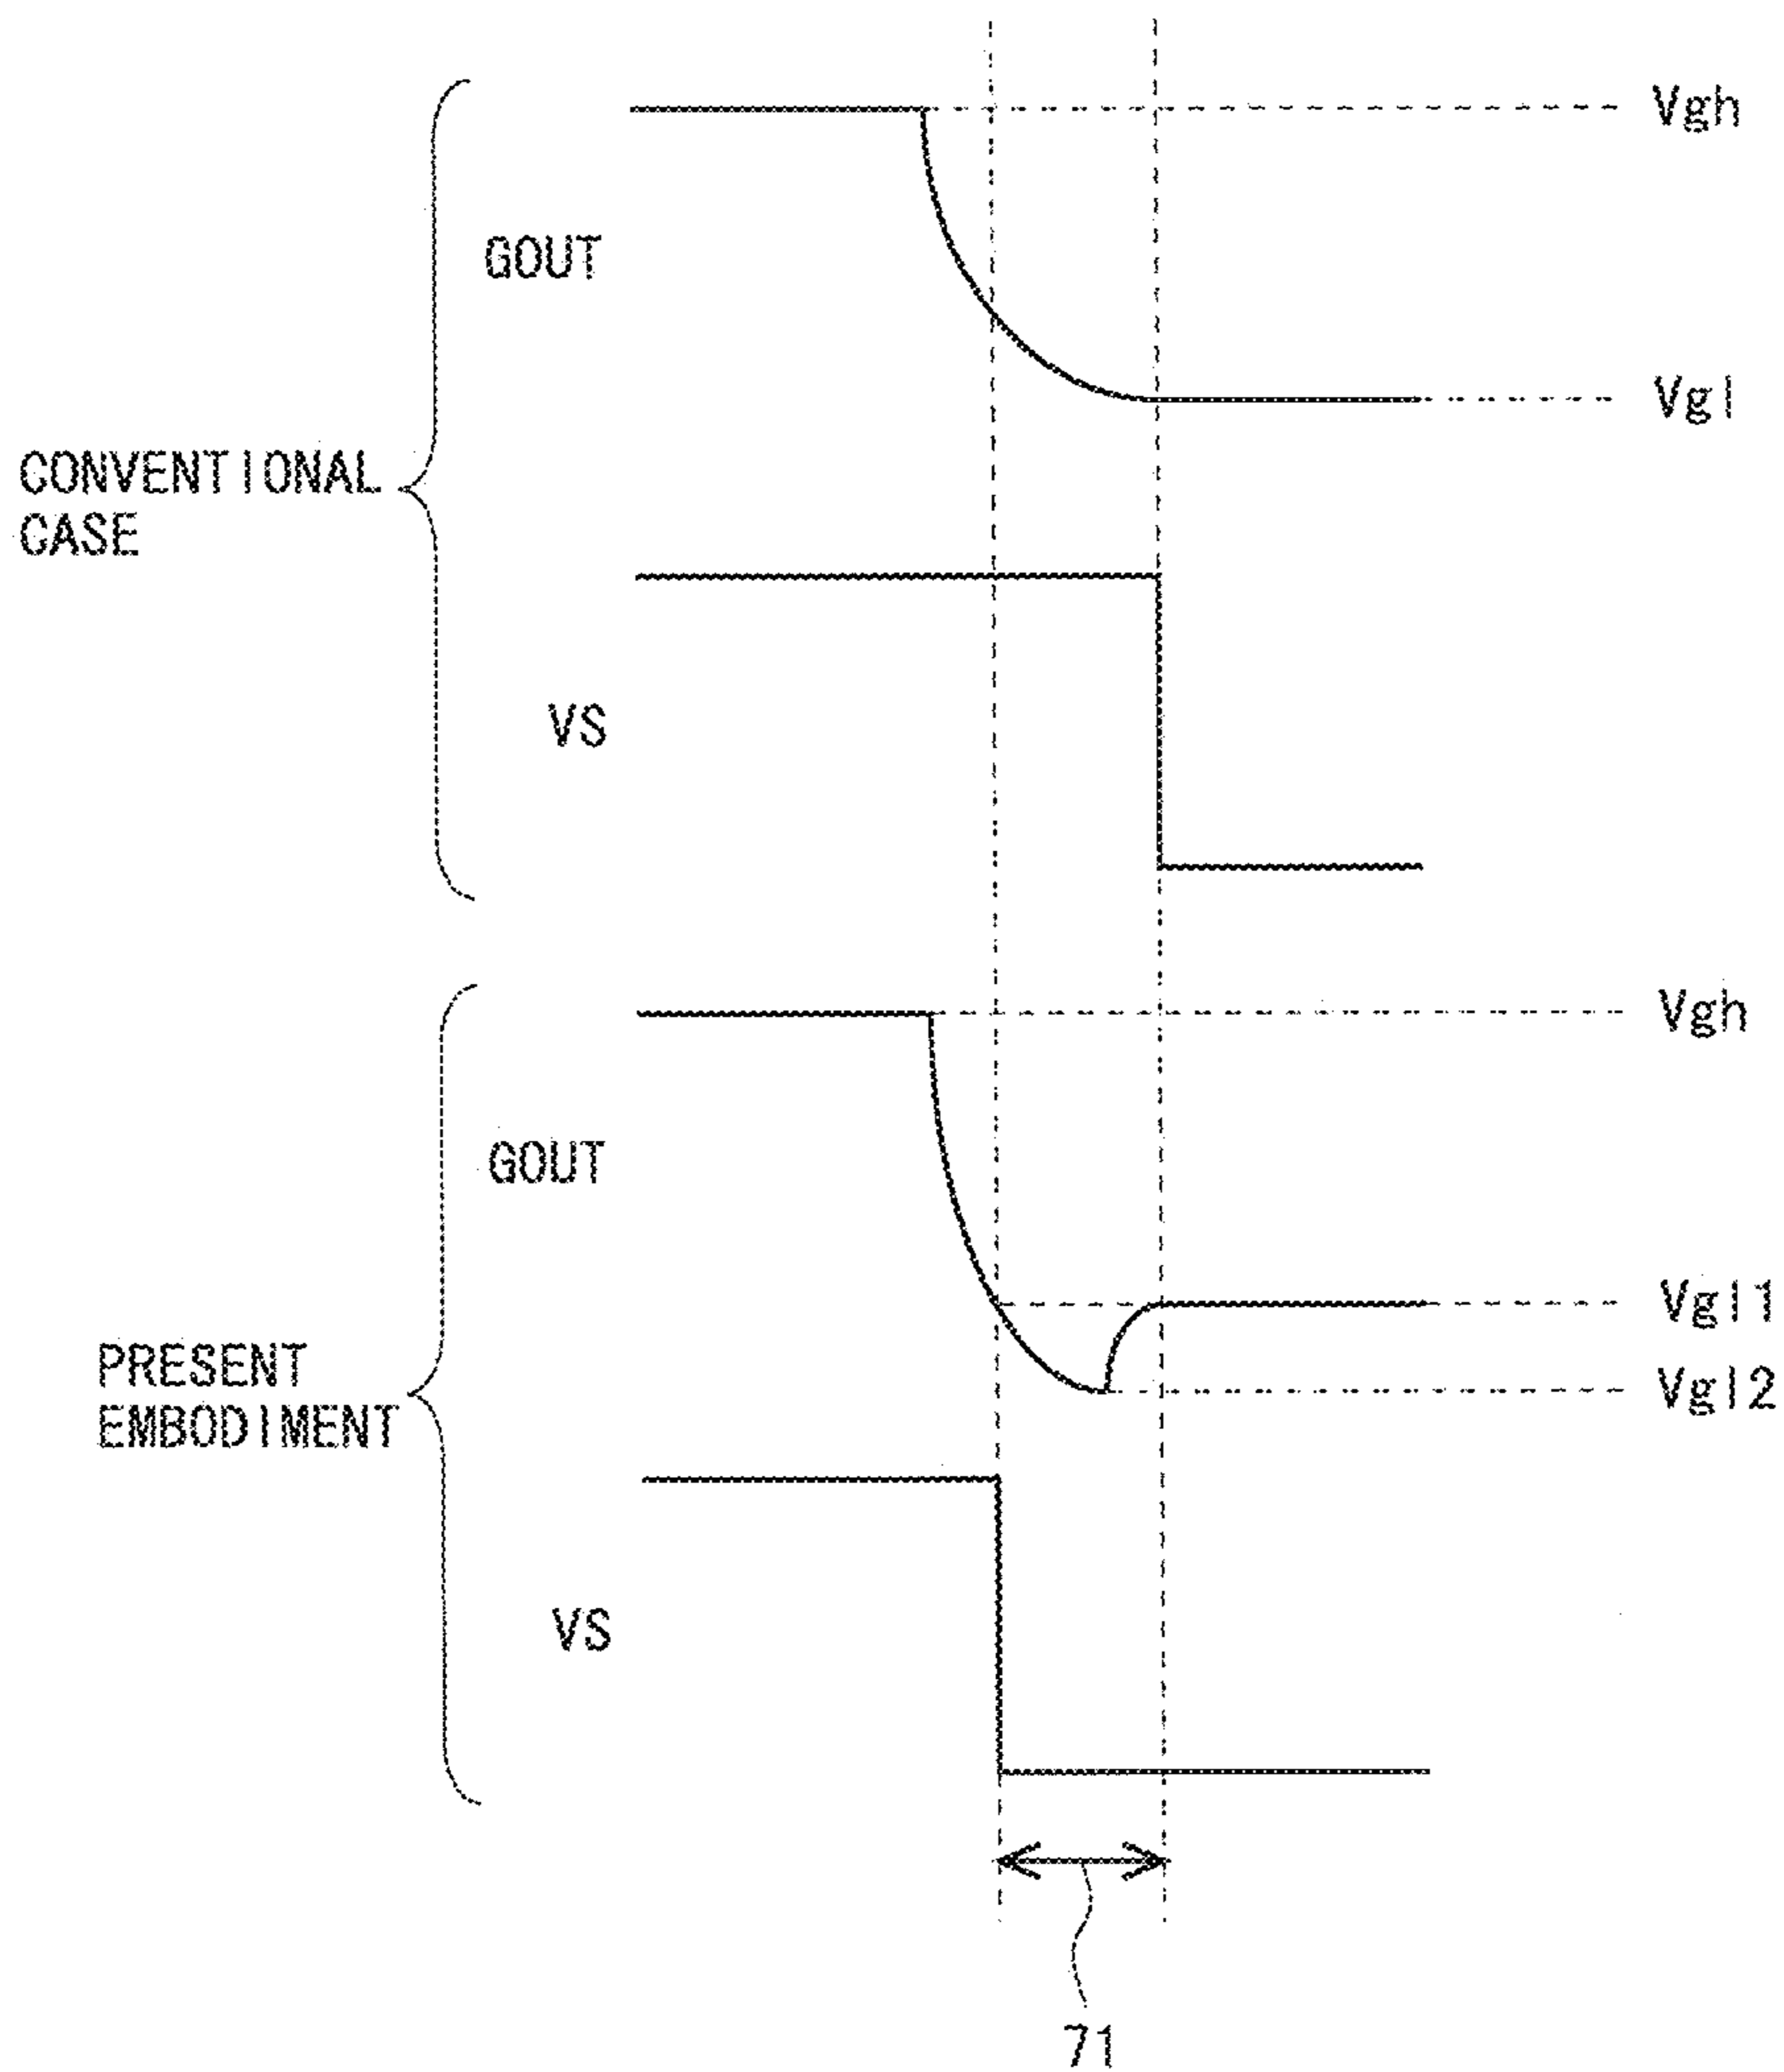 Vgh
GOUT
Vgl
CONVENTIONAL
CASE
VS
Vgh
GOUT
Vgl1
PRESENT
EMBODIMENT
Vgl2
VS
71